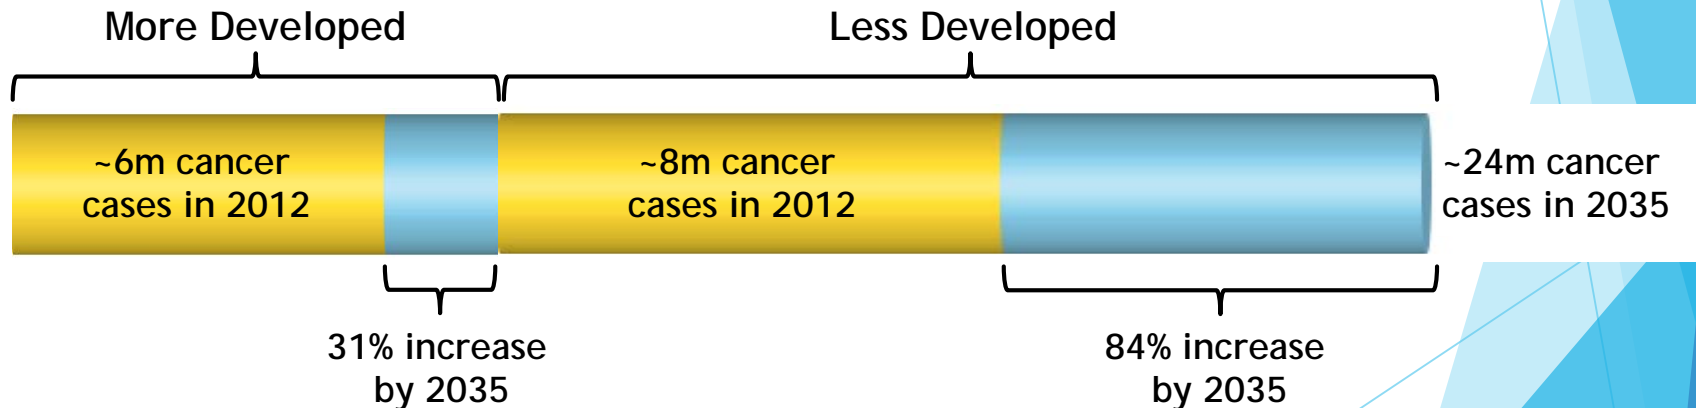 More Developed
Less Developed
~6m cancer
cases in 2012
~8m cancer
cases in 2012
~24m cancer
cases in 2035
31% increase
by 2035
84% increase
by 2035